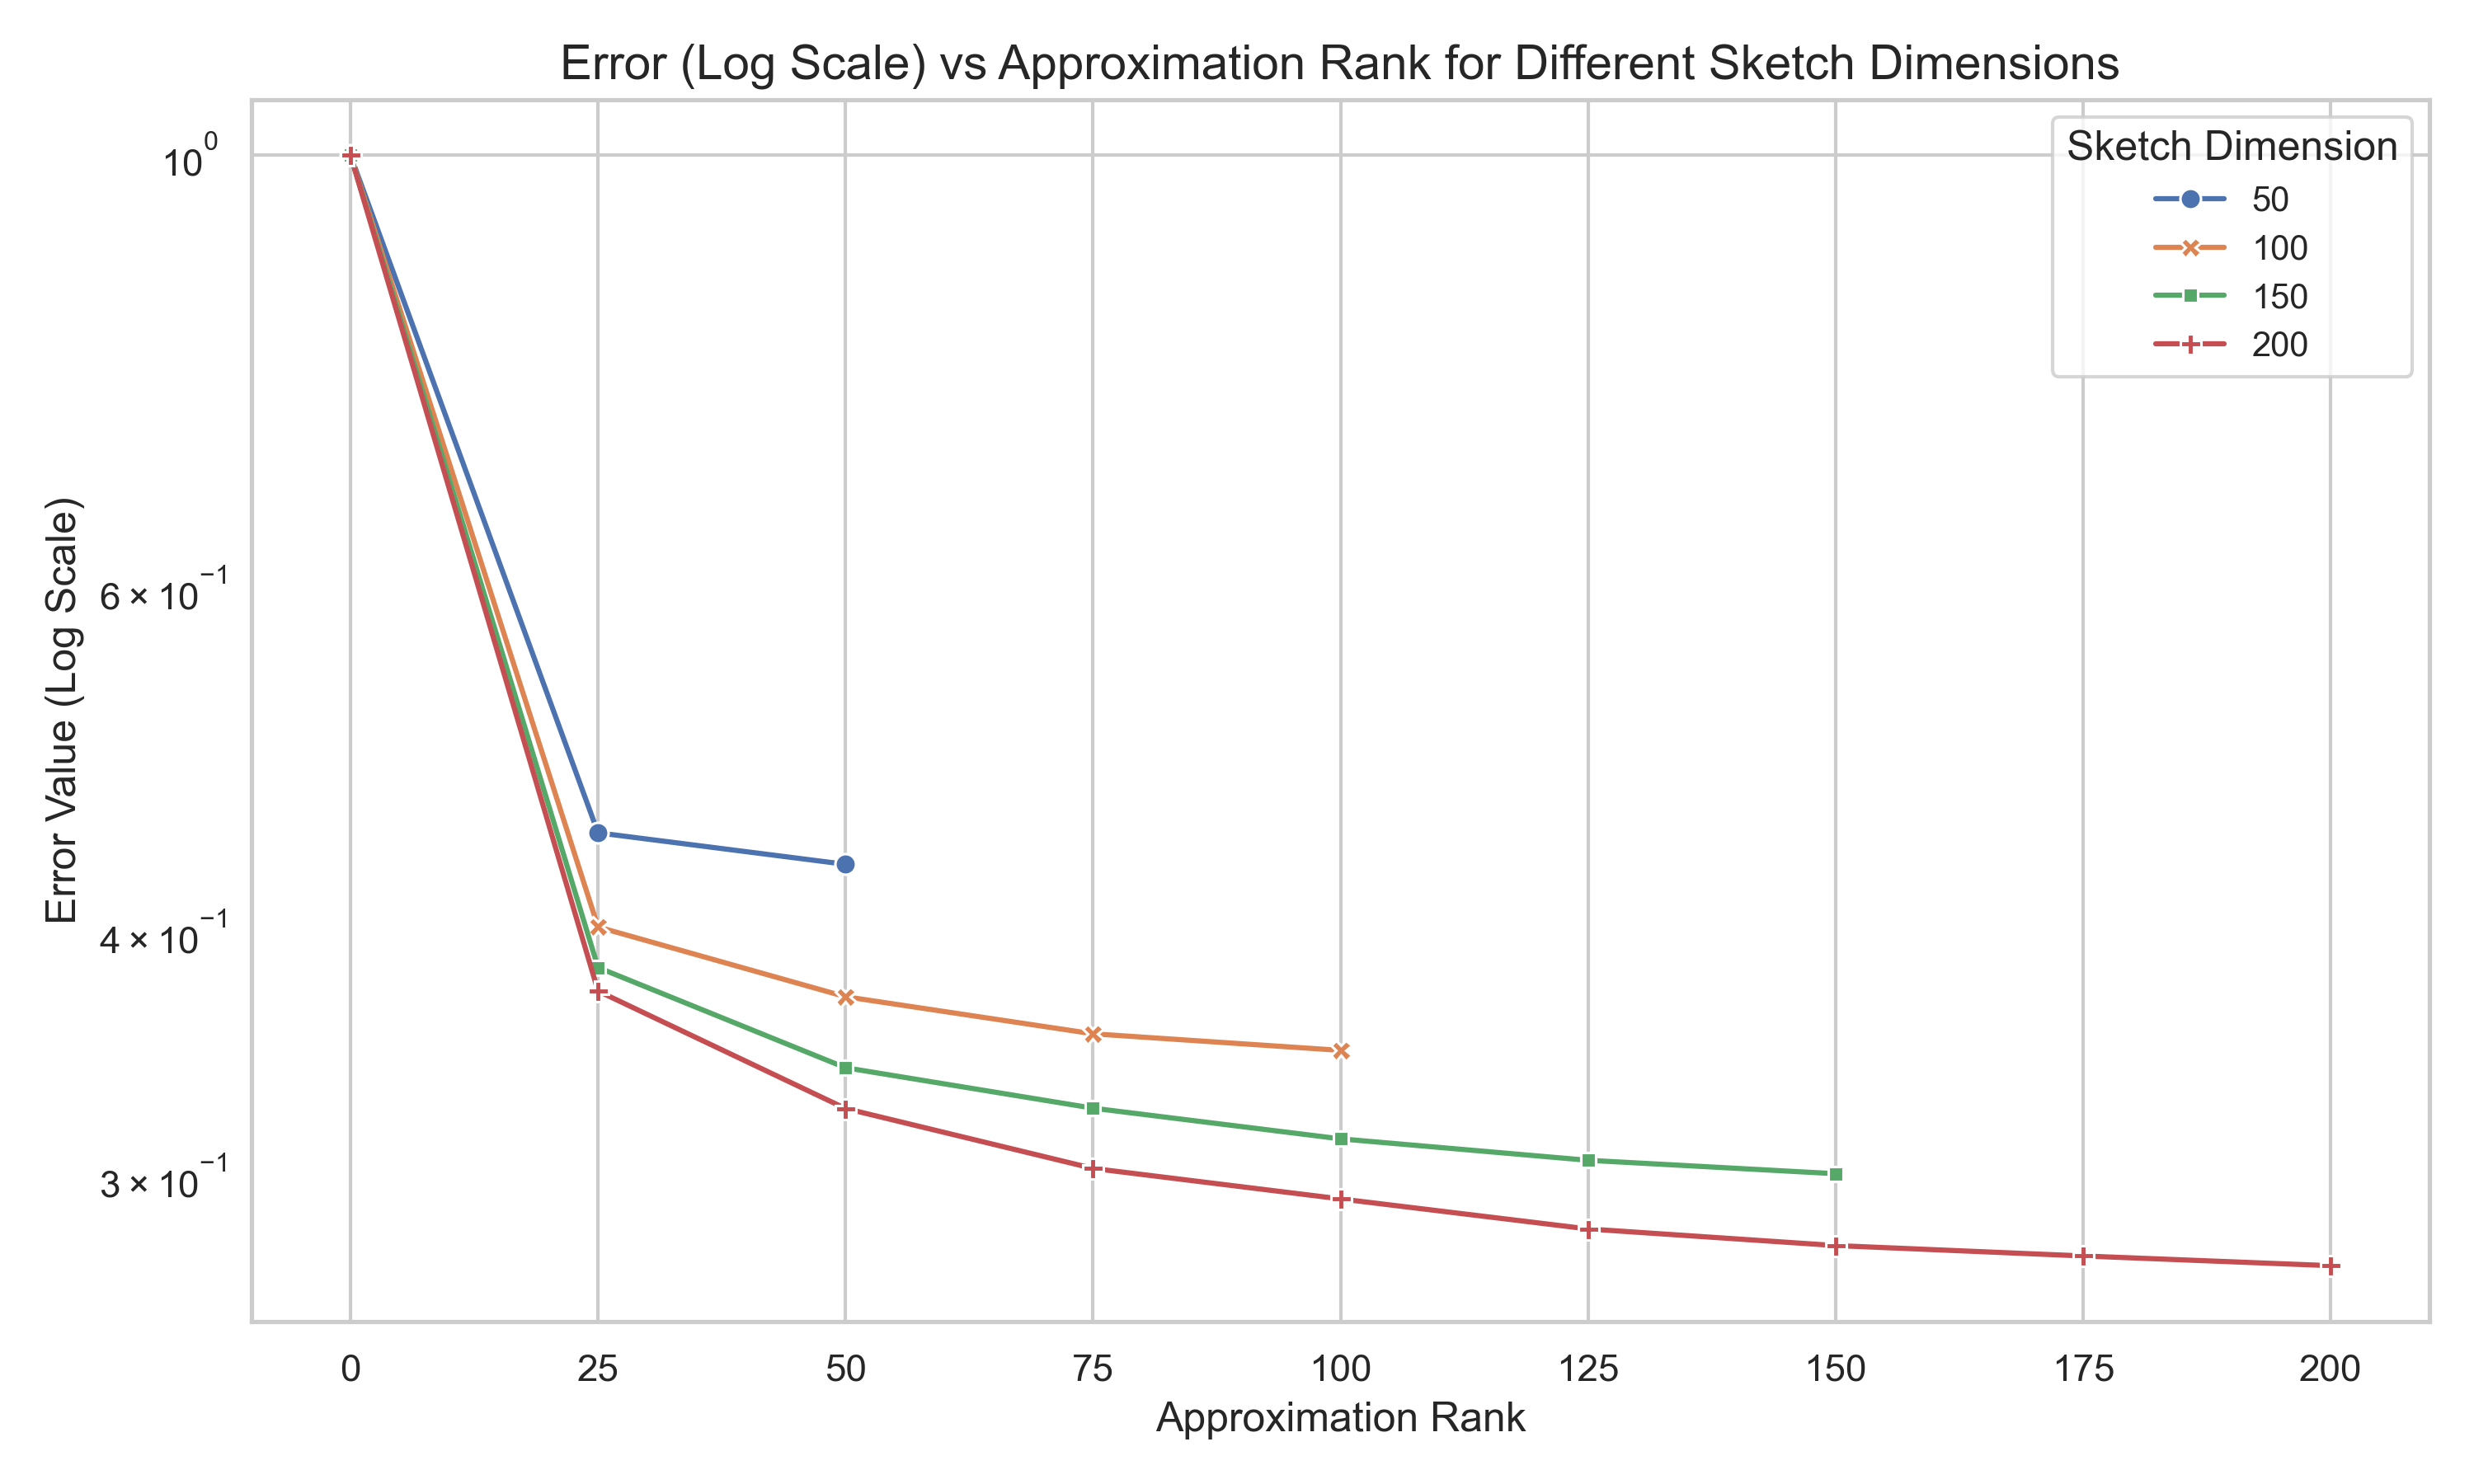 Error (Log Scale) vs Approximation Rank for Different Sketch Dimensions
Error Value (Log Scale)
10⁰
6 × 10⁻¹
4 × 10⁻¹
3 × 10⁻¹
Sketch Dimension
50
100
150
200
0 25 50 75 100 125 150 175 200
Approximation Rank